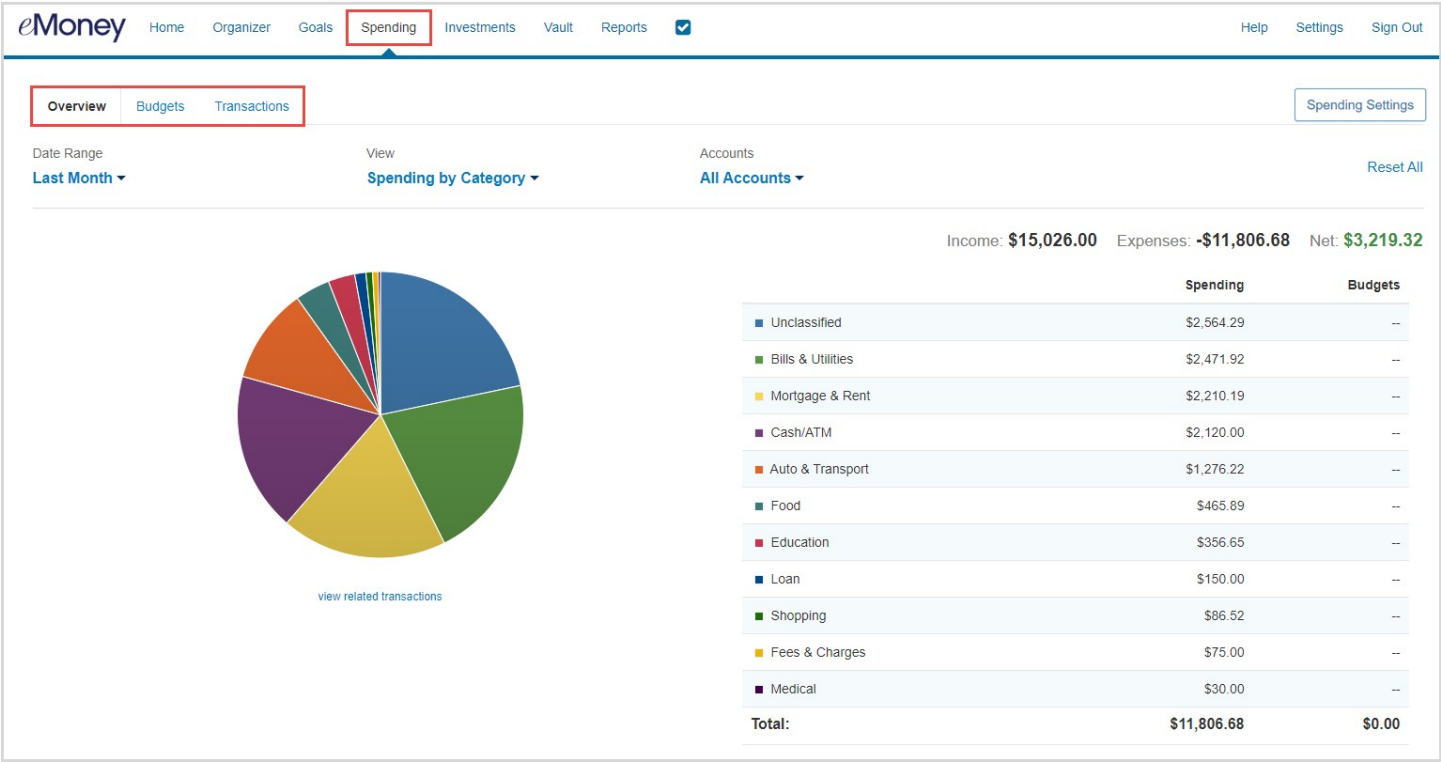 eMoney Home Organizer Goals Spending Investments Vault Reports Help Settings Sign Out
Overview Budgets Transactions Spending Settings
Date Range View Accounts
Last Month Spending by Category All Accounts Reset All
Income: $15,026.00 Expenses: -$11,806.68 Net: $3,219.32
Spending Budgets
Unclassified $2,564.29 --
Bills & Utilities $2,471.92 --
Mortgage & Rent $2,210.19 --
Cash/ATM $2,120.00 --
Auto & Transport $1,276.22 --
Food $465.89 --
Education $356.65 --
Loan $150.00 --
view related transactions
Shopping $86.52 --
Fees & Charges $75.00 --
Medical $30.00 --
Total: $11,806.68 $0.00